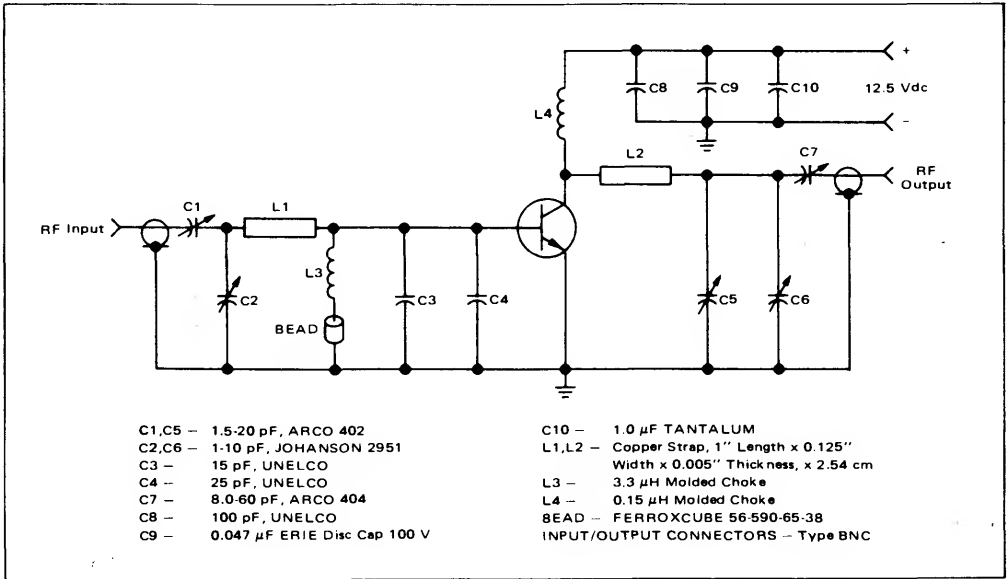 +
C8
C9
C10
12.5 Vdc
L4
–
L2
C7
RF
Output
C1
L1
RF Input
L3
C2
C3
C4
C5
C6
BEAD
C1,C5 – 1.5-20 pF, ARCO 402
C2,C6 – 1-10 pF, JOHANSON 2951
C3 – 15 pF, UNELCO
C4 – 25 pF, UNELCO
C7 – 8.0-60 pF, ARCO 404
C8 – 100 pF, UNELCO
C9 – 0.047 µF ERIE Disc Cap 100 V
C10 – 1.0 µF TANTALUM
L1,L2 – Copper Strap, 1" Length x 0.125"
Width x 0.005" Thickness, x 2.54 cm
L3 – 3.3 µH Molded Choke
L4 – 0.15 µH Molded Choke
BEAD – FERROXCUBE 56-590-65-38
INPUT/OUTPUT CONNECTORS – Type BNC